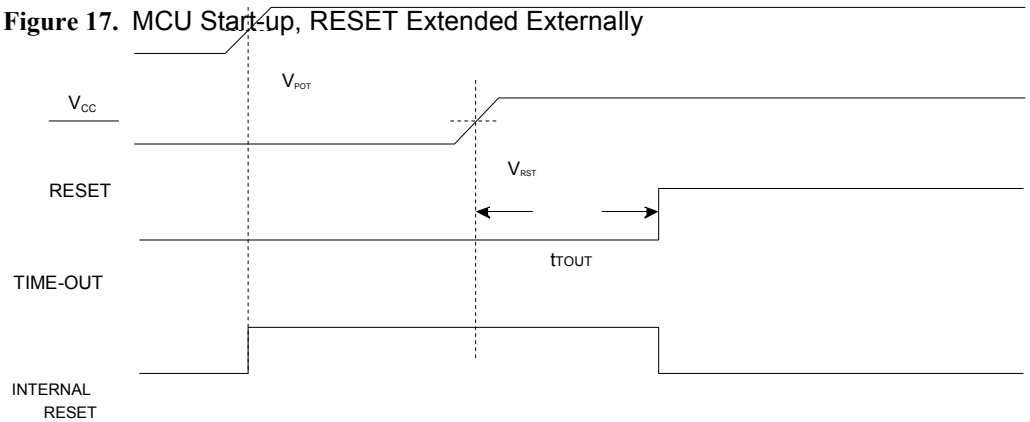 Figure 17. MCU Start-up, RESET Extended Externally
VPOT
VCC
VRST
RESET
tTOUT
TIME-OUT
INTERNAL
RESET